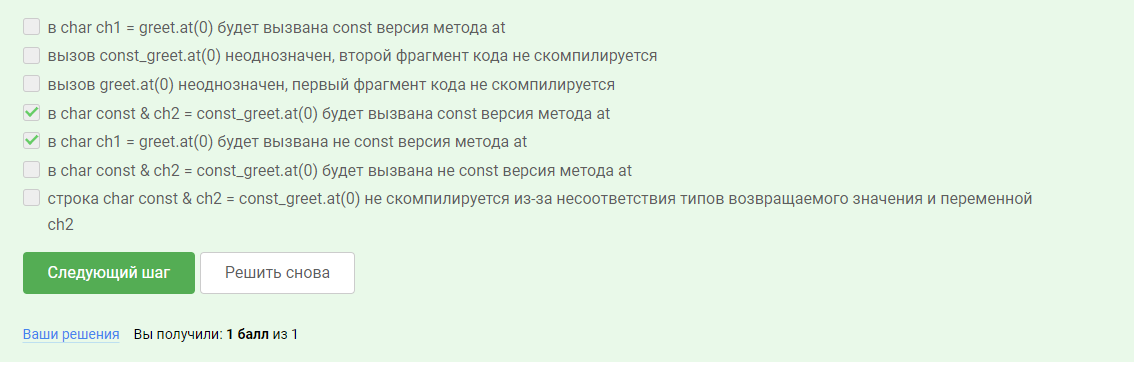 в char ch1 = greet.at(0) будет вызвана const версия метода at
вызов const_greet.at(0) неоднозначен, второй фрагмент кода не скомпилируется
вызов greet.at(0) неоднозначен, первый фрагмент кода не скомпилируется
в char const & ch2 = const_greet.at(0) будет вызвана const версия метода at
в char ch1 = greet.at(0) будет вызвана не const версия метода at
в char const & ch2 = const_greet.at(0) будет вызвана не const версия метода at
строка char const & ch2 = const_greet.at(0) не скомпилируется из-за несоответствия типов возвращаемого значения и переменной
ch2
Следующий шаг Решить снова
Ваши решения Вы получили: 1 балл из 1